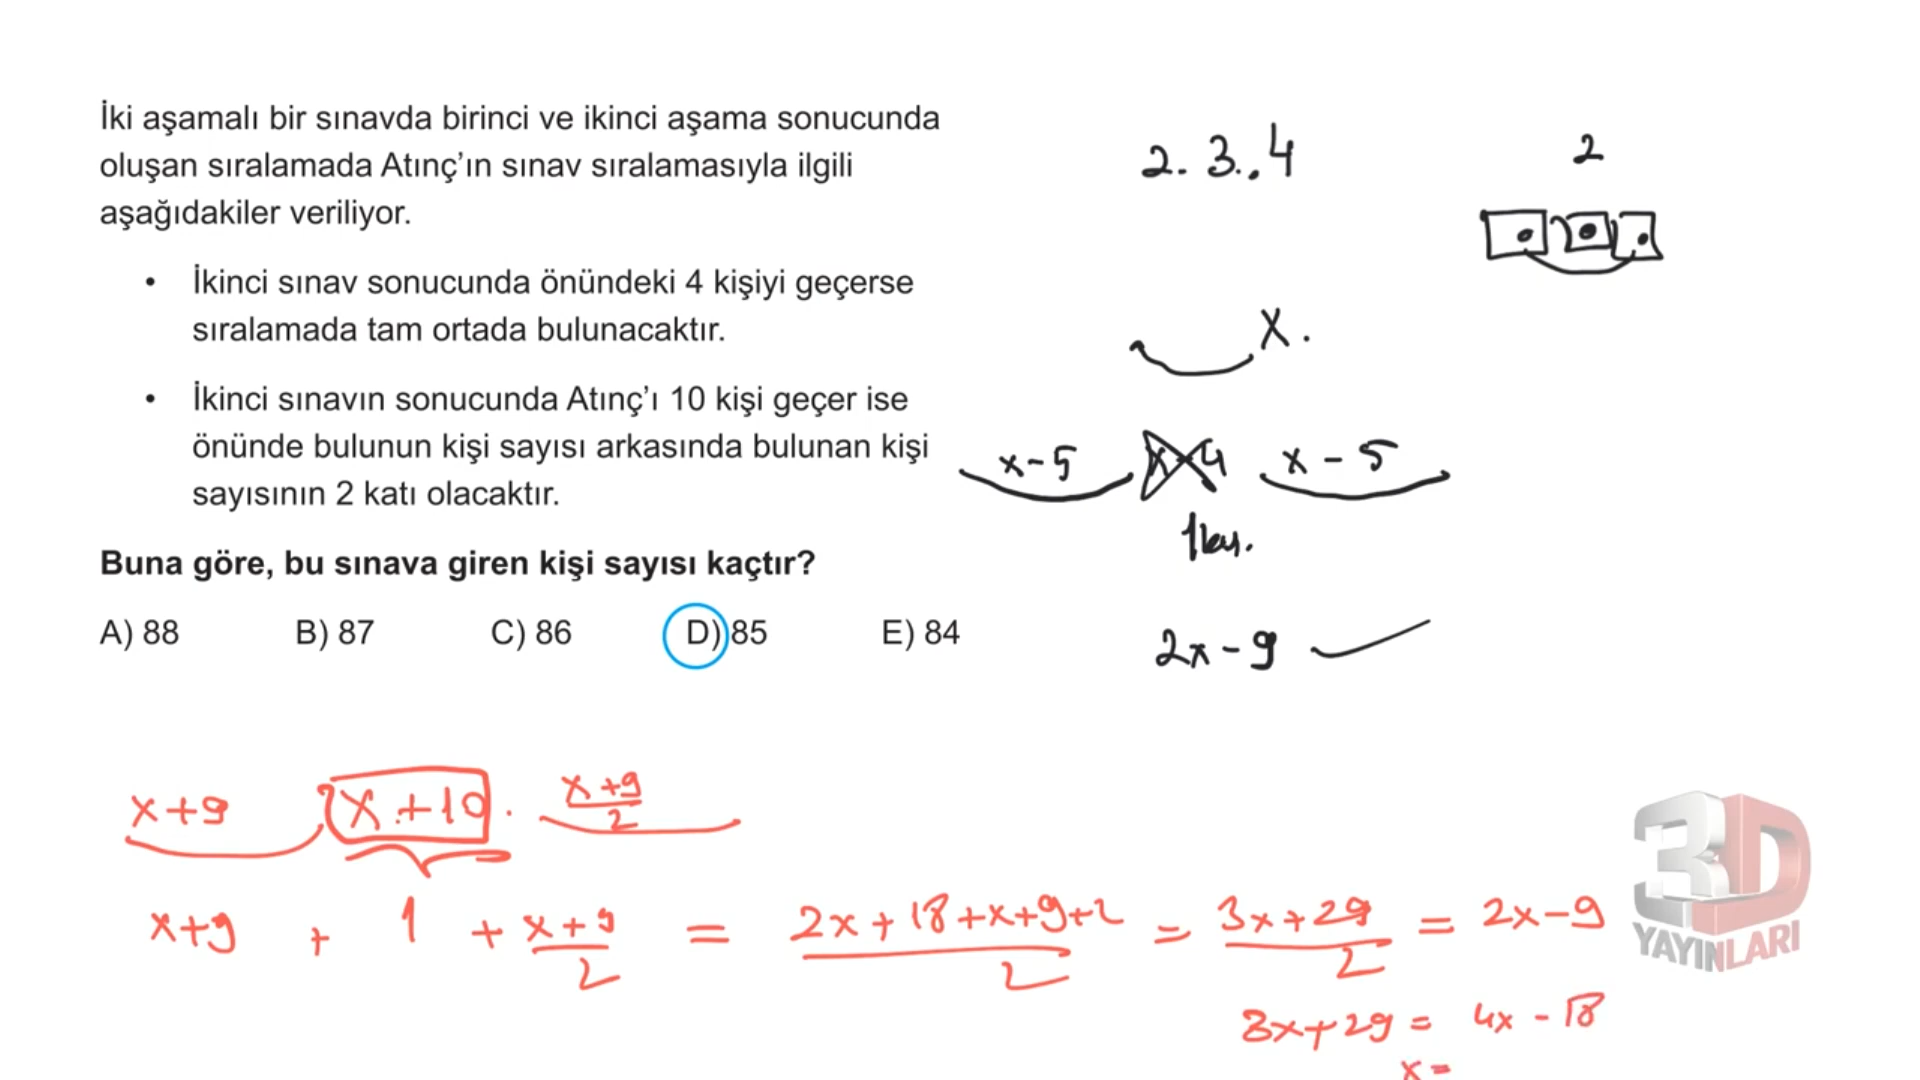 İki aşamalı bir sınavda birinci ve ikinci aşama sonucunda
oluşan sıralamada Atınç’ın sınav sıralamasıyla ilgili
aşağıdakiler veriliyor.
• İkinci sınav sonucunda önündeki 4 kişiyi geçerse
sıralamada tam ortada bulunacaktır.
• İkinci sınavın sonucunda Atınç’ı 10 kişi geçer ise
önünde bulunun kişi sayısı arkasında bulunan kişi
sayısının 2 katı olacaktır.
Buna göre, bu sınava giren kişi sayısı kaçtır?
A) 88 B) 87 C) 86 D) 85 E) 84
2. 3. . 4
2
x.
x-5 x-4 x-5
2x-9
x+9 x+10. x+9/2
x+9 + 1 + x+9/2 = 2x+18+x+9+2/2 = 3x+29/2 = 2x-9
3x+29 = 4x-18
x=
3D
YAYINLARI